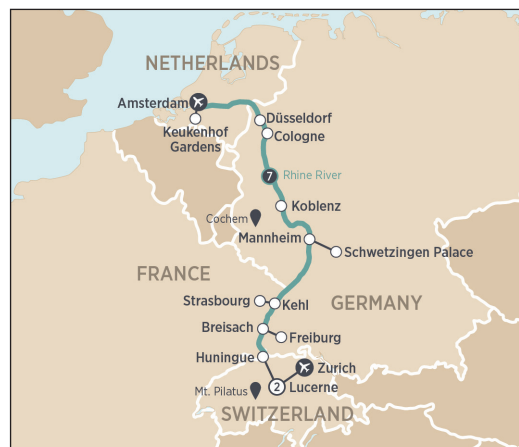 NETHERLANDS
Amsterdam
Keukenhof
Gardens
Düsseldorf
Cologne
7
Rhine River
Koblenz
Cochem
Mannheim
Schwetzingen Palace
FRANCE
Strasbourg
Kehl
GERMANY
Breisach
Freiburg
Huningue
Zurich
2
Lucerne
Mt. Pilatus
SWITZERLAND